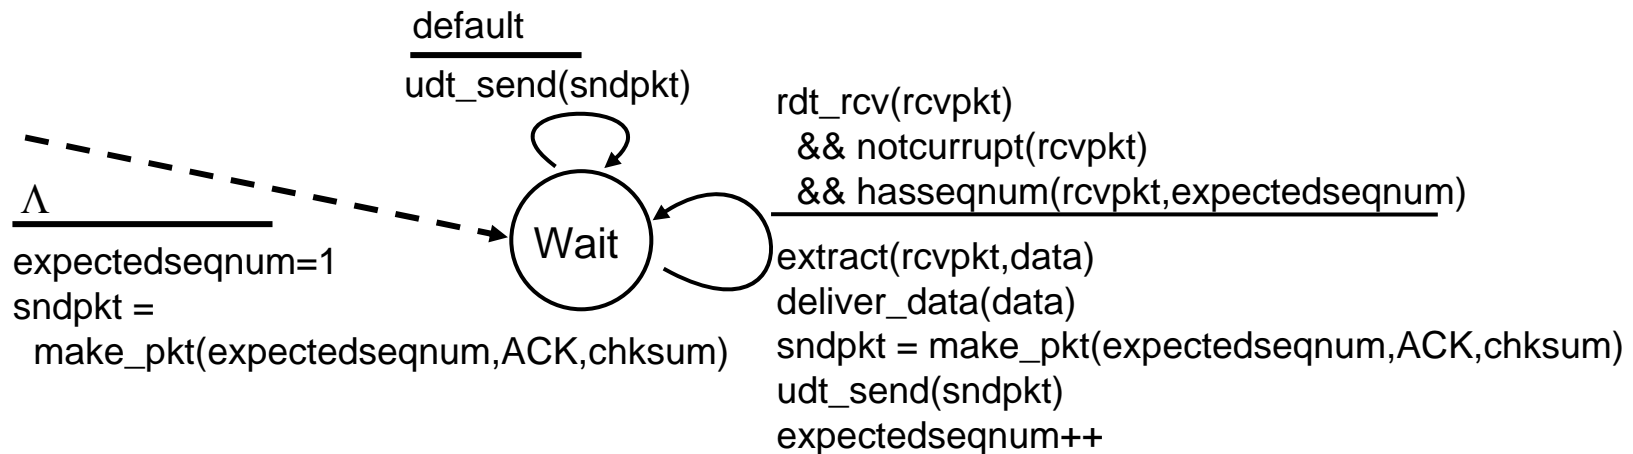 default
udt_send(sndpkt)
Λ
expectedseqnum=1
sndpkt =
make_pkt(expectedseqnum,ACK,chksum)
Wait
rdt_rcv(rcvpkt)
&& notcurrupt(rcvpkt)
&& hasseqnum(rcvpkt,expectedseqnum)
extract(rcvpkt,data)
deliver_data(data)
sndpkt = make_pkt(expectedseqnum,ACK,chksum)
udt_send(sndpkt)
expectedseqnum++